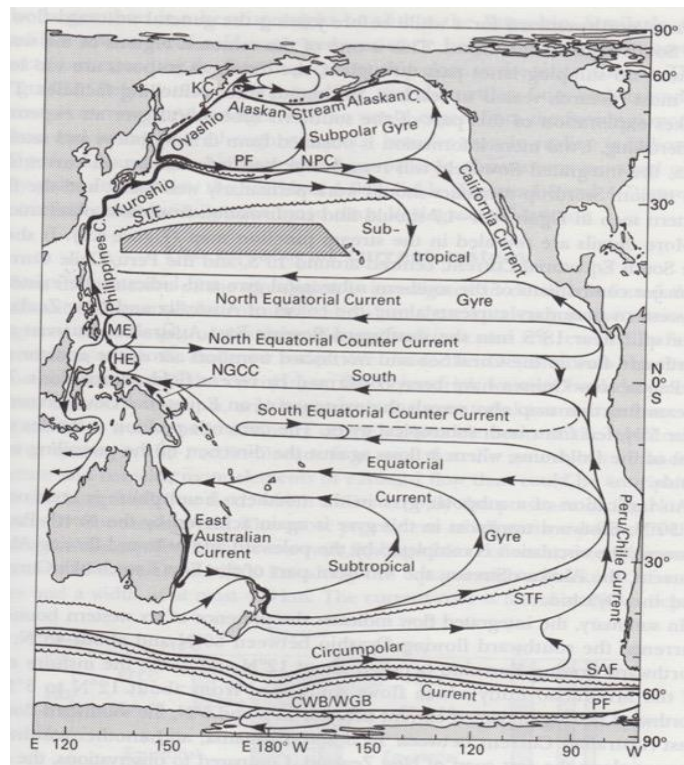 90°
60°
KC
Alaskan Stream
Alaskan C.
Oyashio
Subpolar Gyre
PF
NPC
Kuroshio
California Current
30°
STF
Sub-
tropical
Philippines C.
North Equatorial Current
Gyre
ME
North Equatorial Counter Current
HE
NGCC
South
N
0°
S
South Equatorial Counter Current
Equatorial
Current
East
Australian
Current
Gyre
Subtropical
Peru/Chile Current
30°
STF
Circumpolar
SAF
60°
Current
CWB/WGB
PF
90°
E 120 150 E 180° W 150 120 90 W